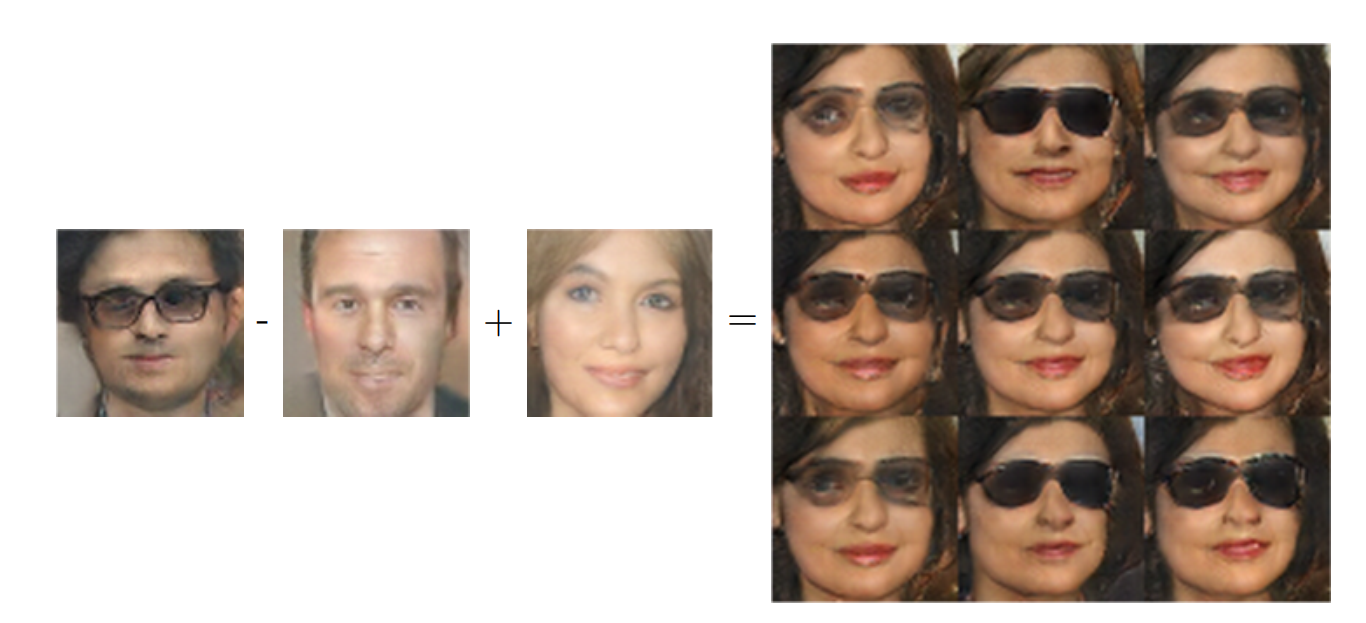 - + =